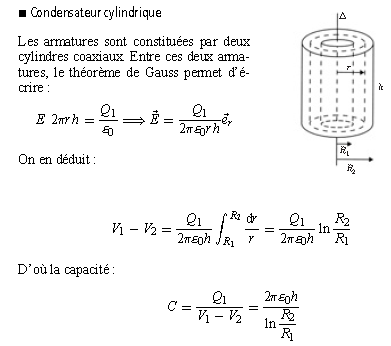 ■ Condensateur cylindrique
Les armatures sont constituées par deux
cylindres coaxiaux. Entre ces deux arma-
tures, le théorème de Gauss permet d'é-
crire :
E 2πrh = Q₁/ε₀ ⟹ E⃗ = Q₁/(2πε₀rh) e⃗ᵣ
On en déduit :
V₁ − V₂ = Q₁/(2πε₀h) ∫_{R₁}^{R₂} dr/r = Q₁/(2πε₀h) ln R₂/R₁
D'où la capacité :
C = Q₁/(V₁ − V₂) = 2πε₀h/(ln R₂/R₁)
Δ
r
h
R₁
R₂